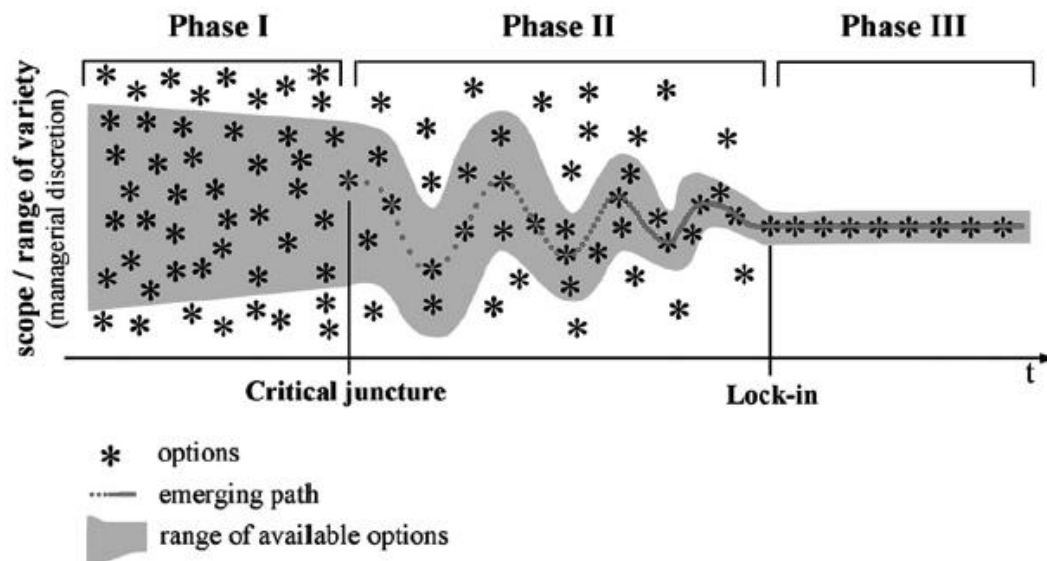 Phase I Phase II Phase III
scope / range of variety
(managerial discretion)
t
Critical juncture Lock-in
options
emerging path
range of available options